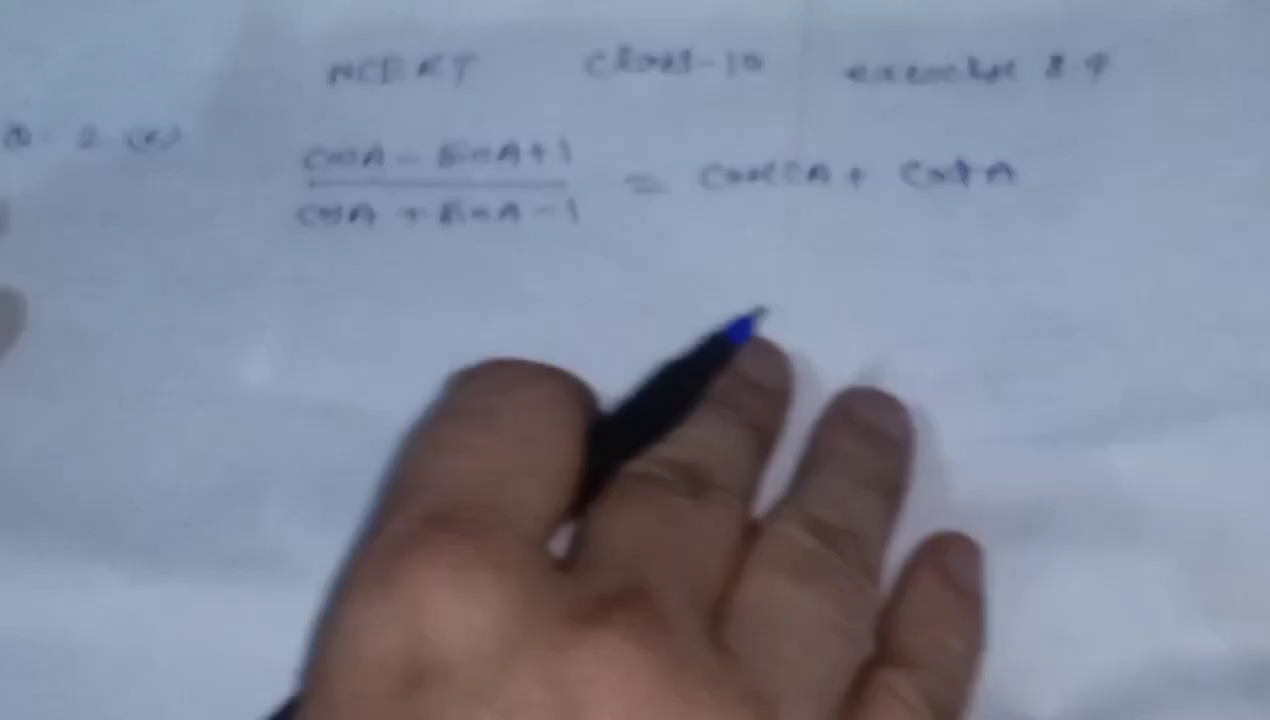 NCERT Class-10 exercise 8.4
Q. 2 (v) cosA - sinA+1 = cosecA + cotA
cosA + sinA - 1